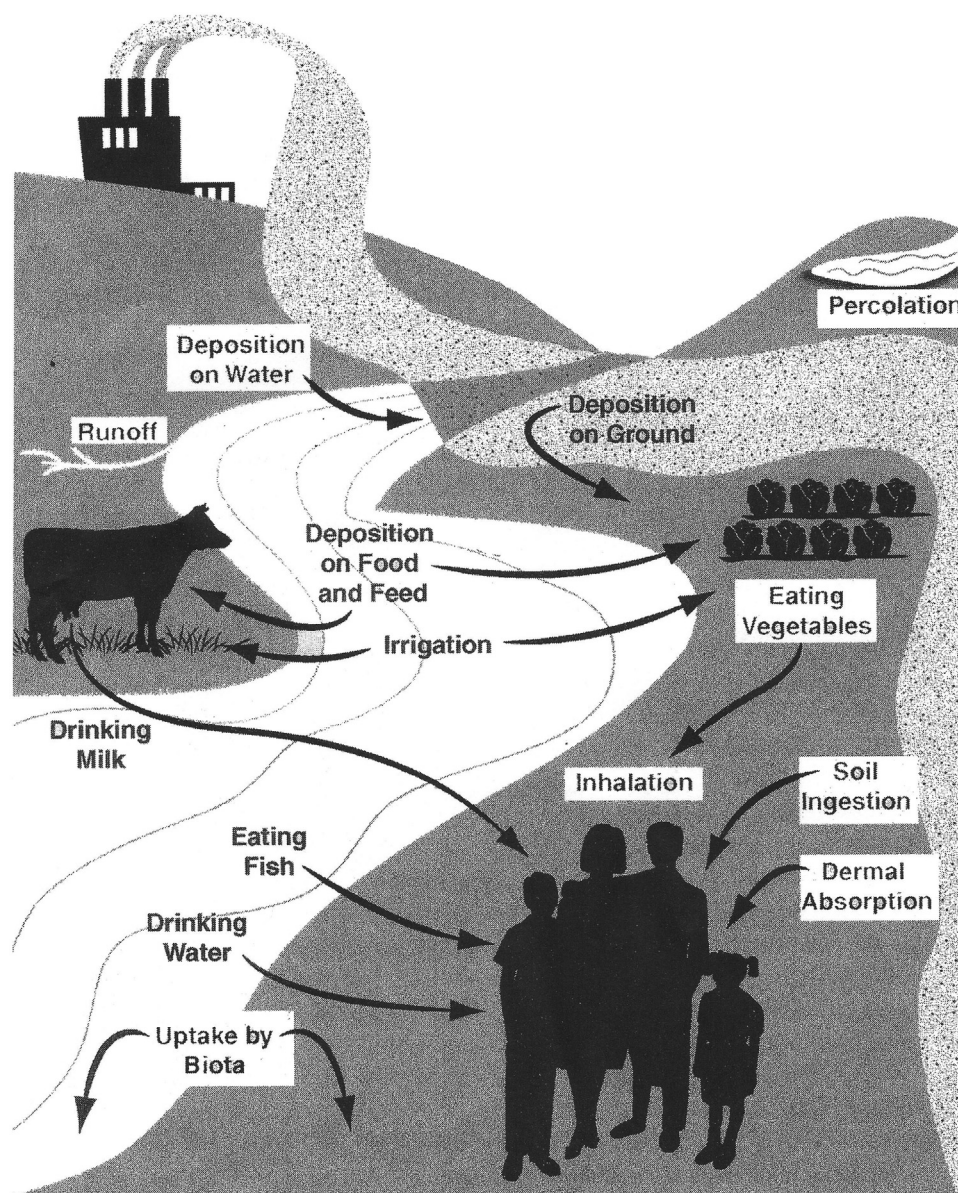 Percolation
Deposition
on Water
Deposition
on Ground
Runoff
Deposition
on Food
and Feed
Eating
Vegetables
Irrigation
Drinking
Milk
Inhalation
Soil
Ingestion
Eating
Fish
Dermal
Absorption
Drinking
Water
Uptake by
Biota